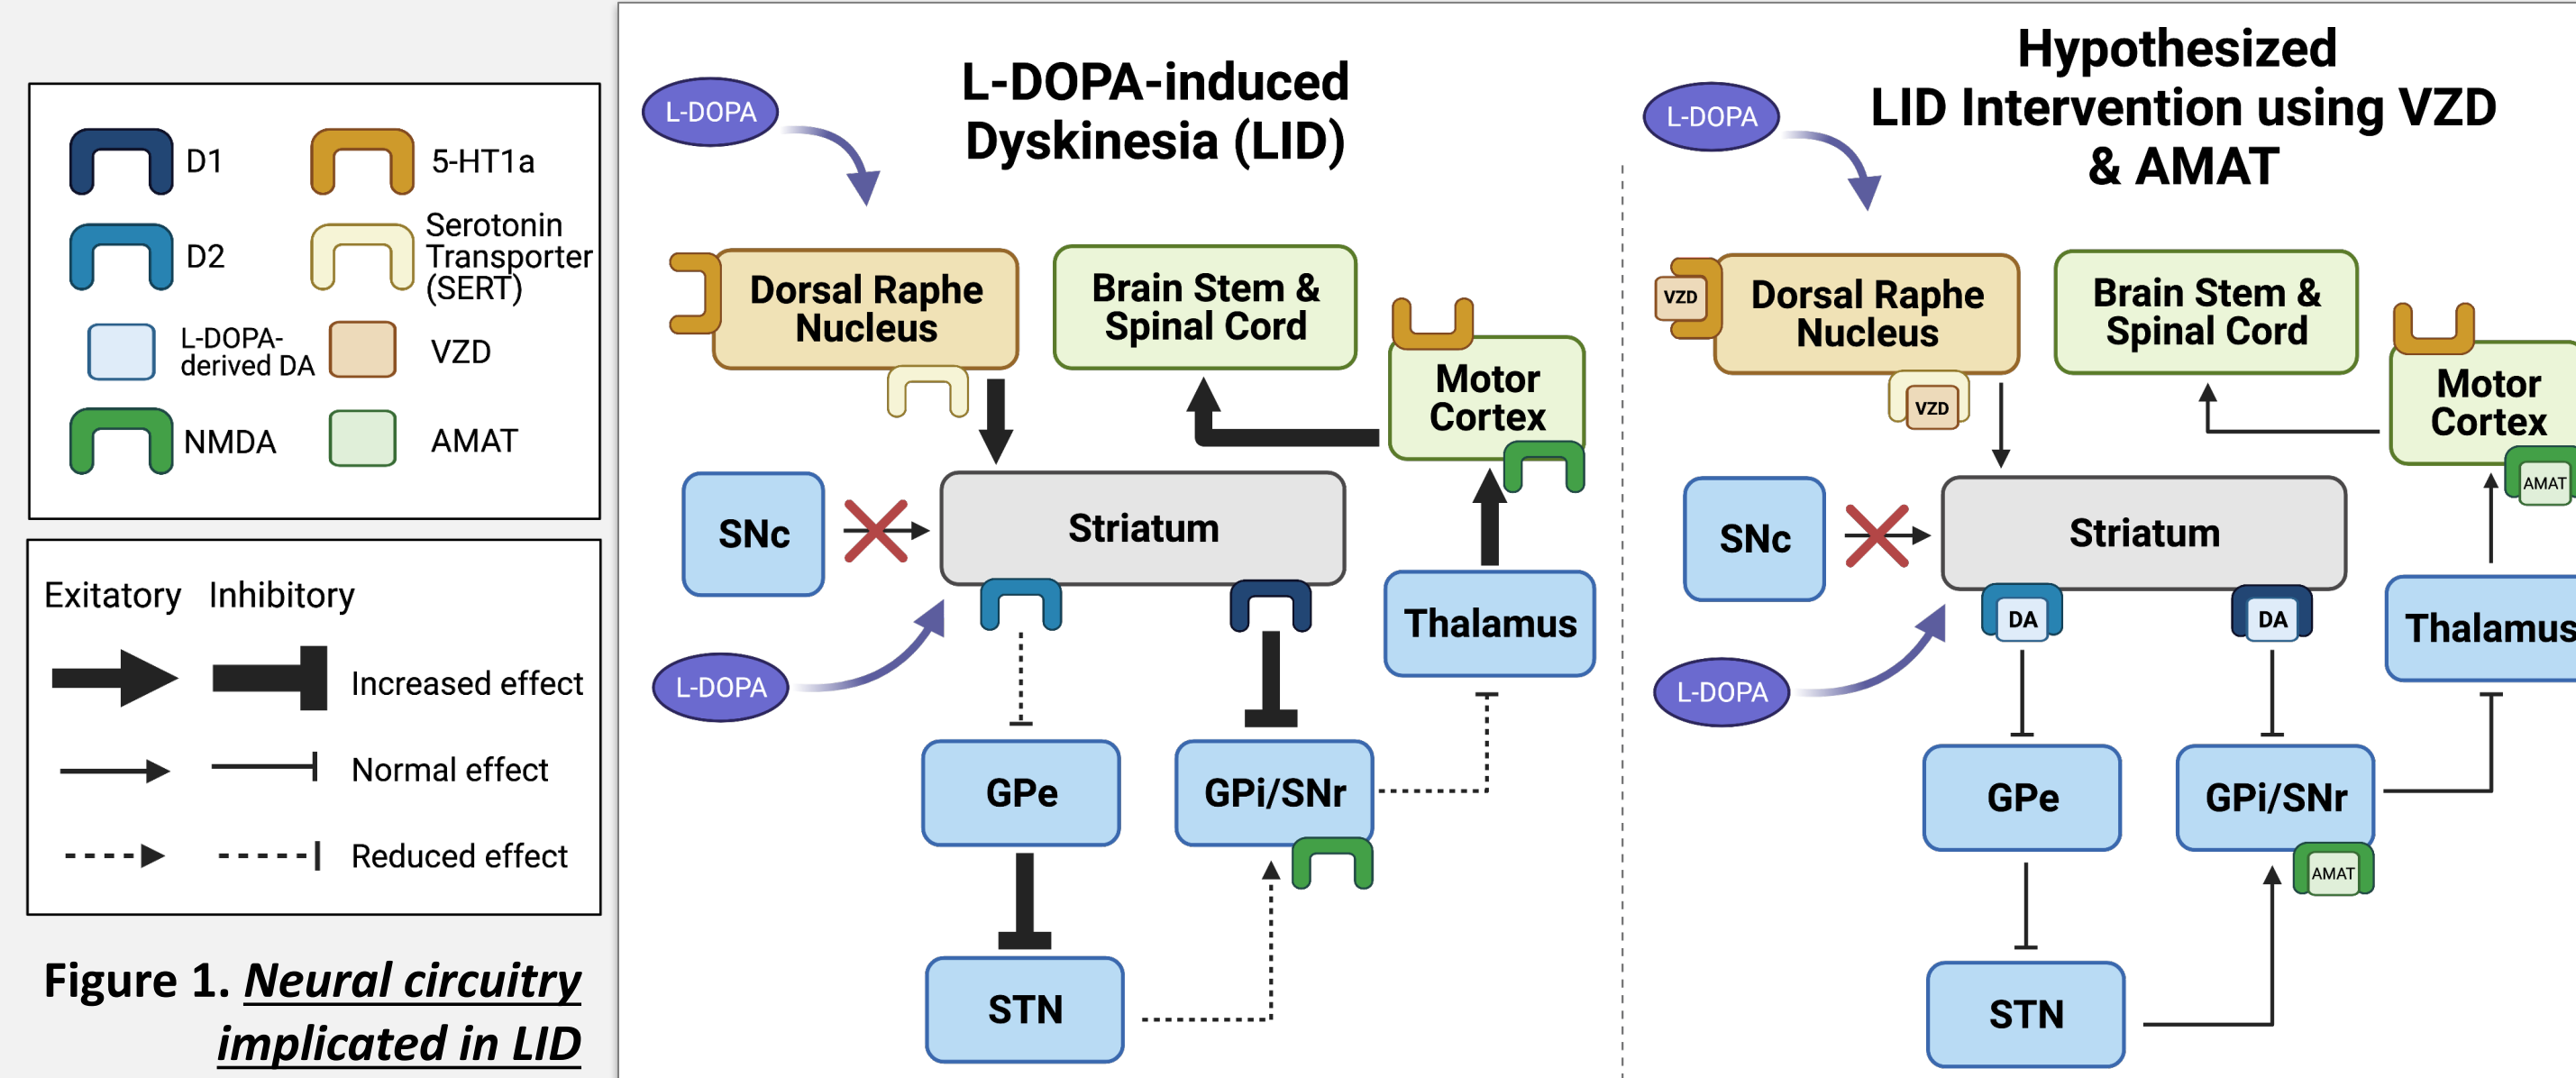 D1
5-HT1a
D2
Serotonin
Transporter
(SERT)
L-DOPA-
derived DA
VZD
NMDA
AMAT
Exitatory
Inhibitory
Increased effect
Normal effect
Reduced effect
Figure 1. Neural circuitry
implicated in LID
L-DOPA-induced
Dyskinesia (LID)
L-DOPA
Dorsal Raphe
Nucleus
Brain Stem &
Spinal Cord
Motor
Cortex
SNc
Striatum
Thalamus
L-DOPA
GPe
GPi/SNr
STN
Hypothesized
LID Intervention using VZD
& AMAT
L-DOPA
VZD
Dorsal Raphe
Nucleus
Brain Stem &
Spinal Cord
VZD
Motor
Cortex
AMAT
SNc
Striatum
DA
DA
Thalamus
L-DOPA
GPe
GPi/SNr
AMAT
STN